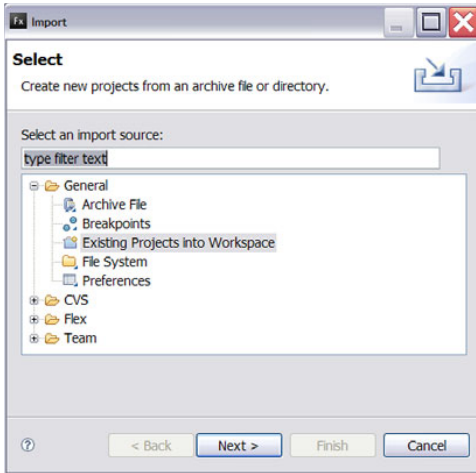 Fx Import
Select
Create new projects from an archive file or directory.
Select an import source:
type filter text
General
Archive File
Breakpoints
Existing Projects into Workspace
File System
Preferences
CVS
Flex
Team
? < Back Next > Finish Cancel